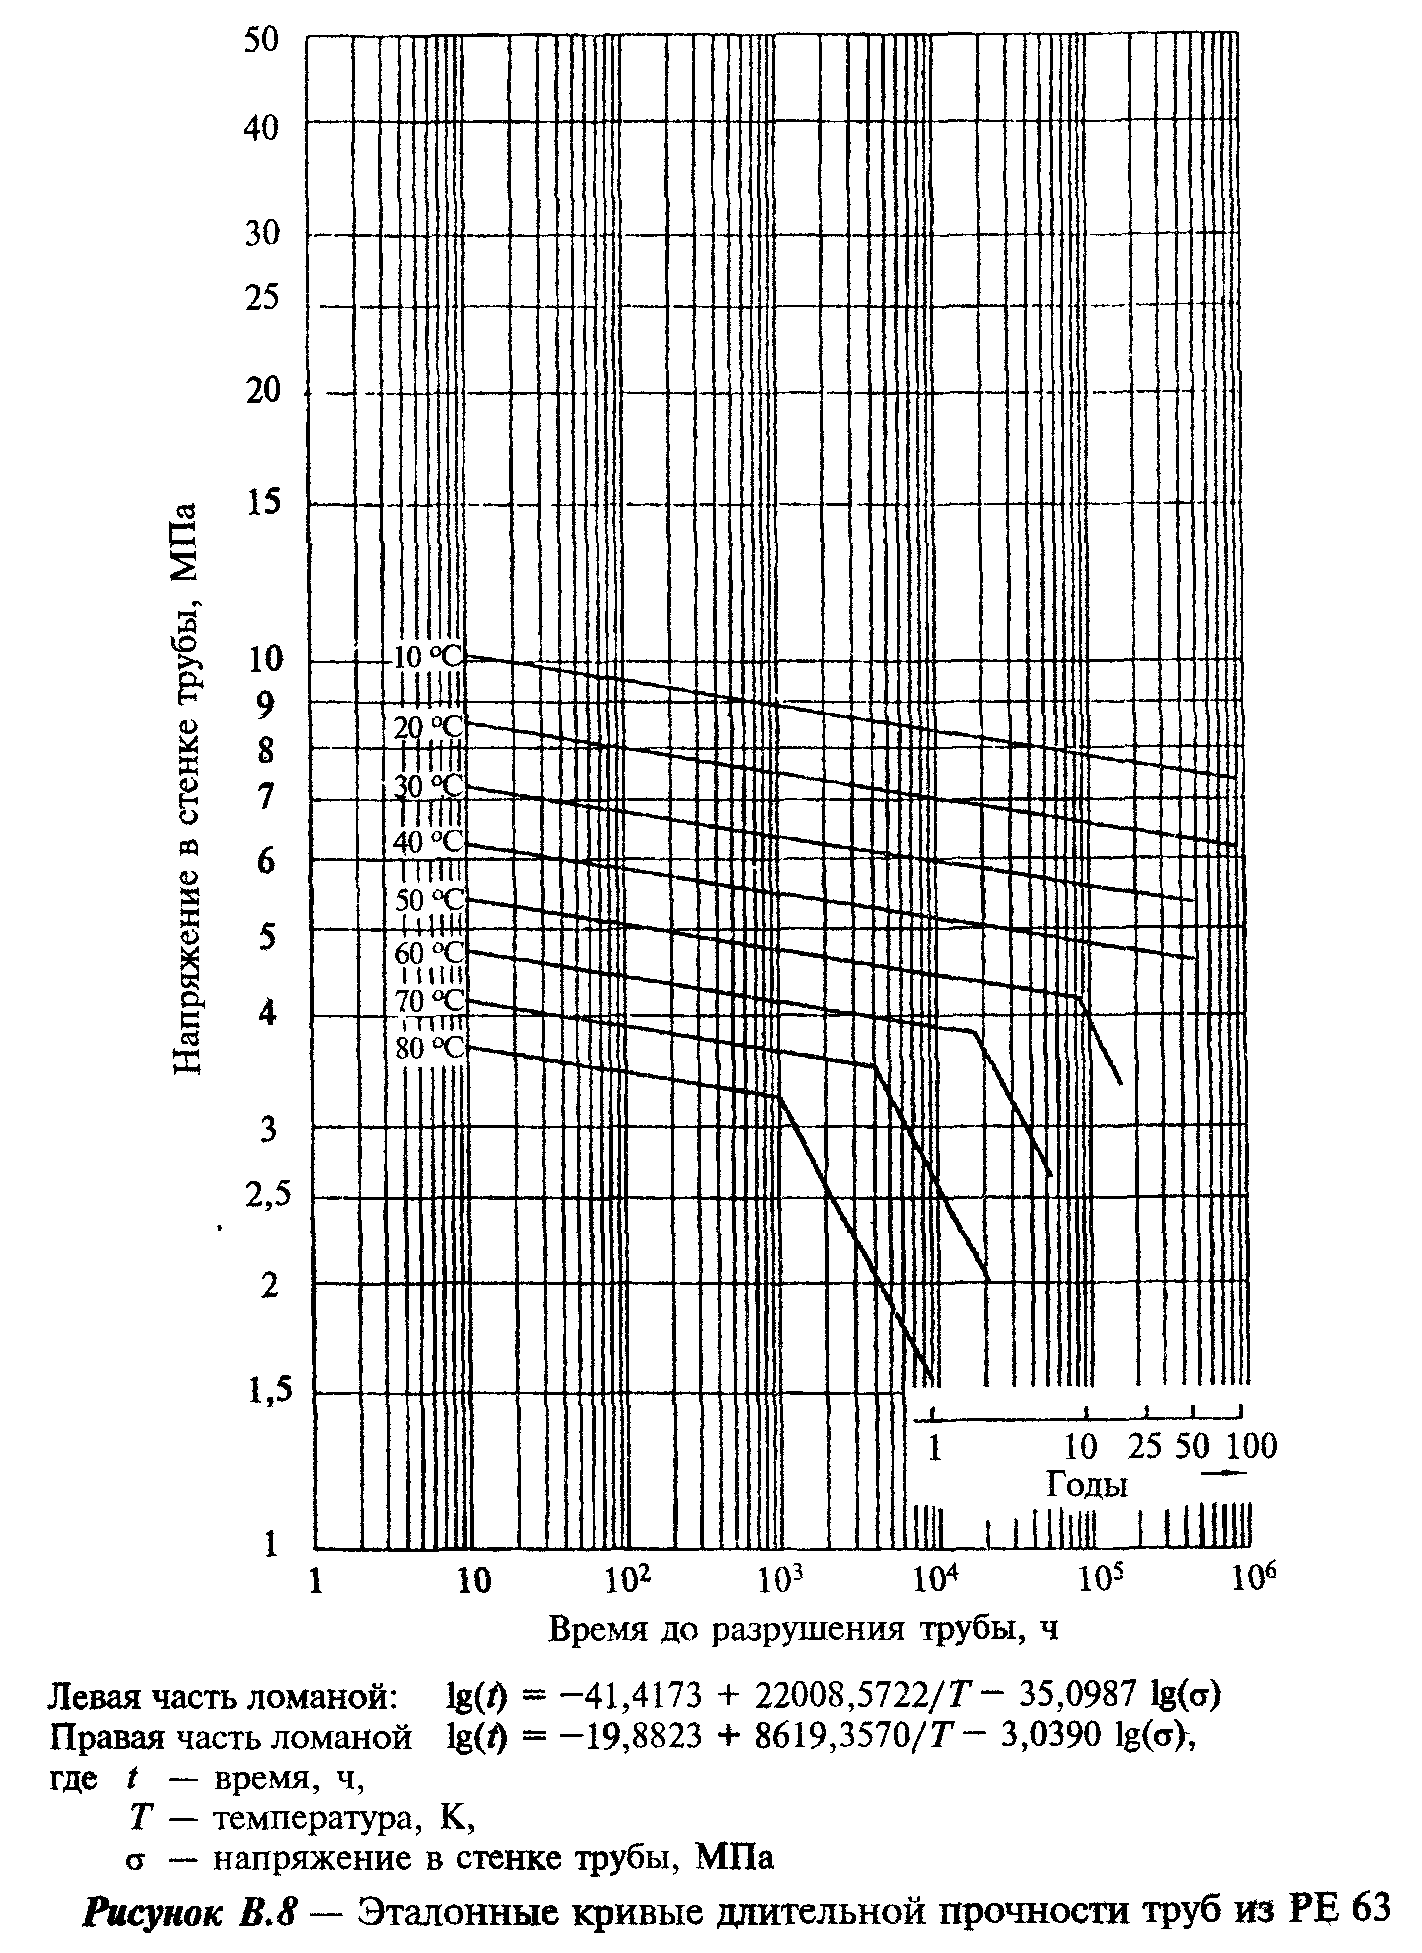 50
40
30
25
20
15
10
9
8
7
6
5
4
3
2,5
2
1,5
1
Напряжение в стенке трубы, МПа
10 °C
20 °C
30 °C
40 °C
50 °C
60 °C
70 °C
80 °C
1 10 25 50 100
Годы
1 10 10² 10³ 10⁴ 10⁵ 10⁶
Время до разрушения трубы, ч
Левая часть ломаной: lg(t) = −41,4173 + 22008,5722/T − 35,0987 lg(σ)
Правая часть ломаной lg(t) = −19,8823 + 8619,3570/T − 3,0390 lg(σ),
где t — время, ч,
T — температура, К,
σ — напряжение в стенке трубы, МПа
Рисунок В.8 — Эталонные кривые длительной прочности труб из РЕ 63